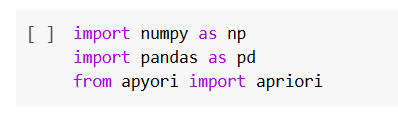 [ ] import numpy as np
import pandas as pd
from apyori import apriori